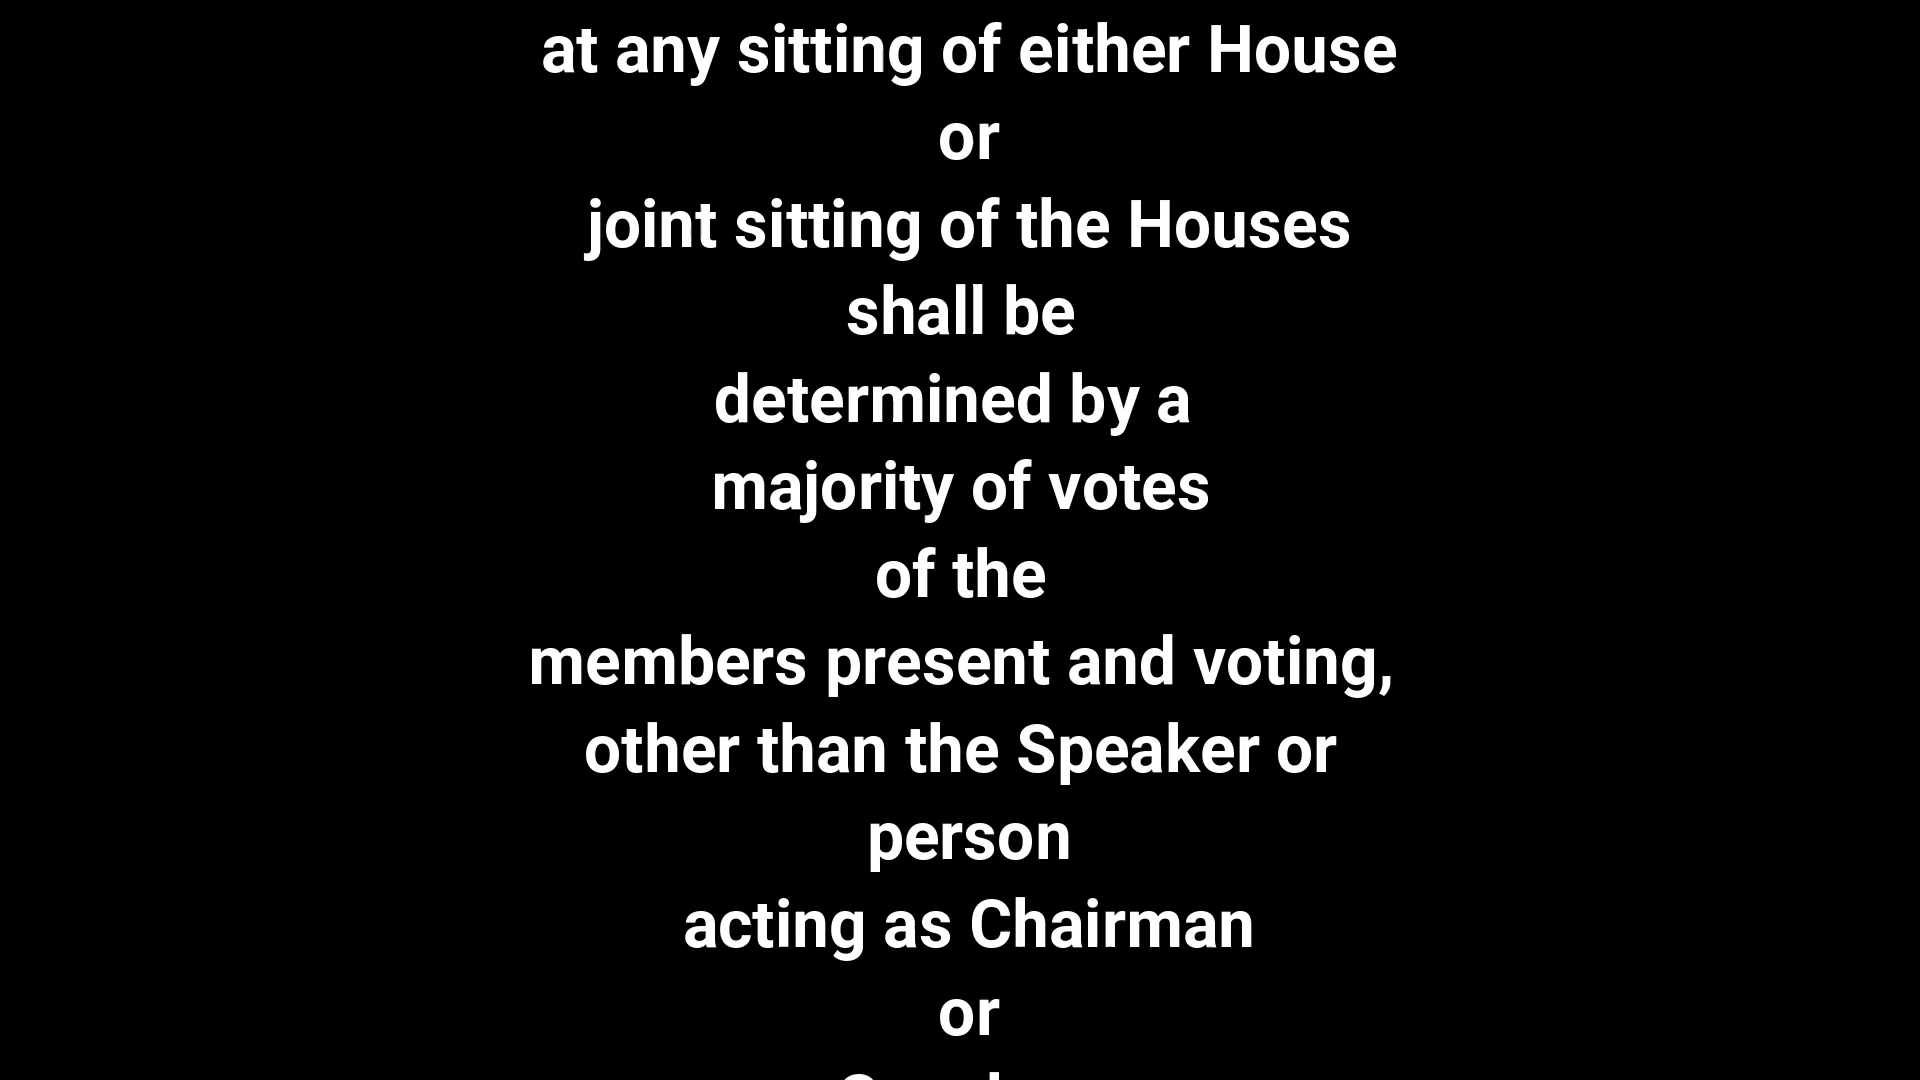 at any sitting of either House
or
joint sitting of the Houses
shall be
determined by a
majority of votes
of the
members present and voting,
other than the Speaker or
person
acting as Chairman
or